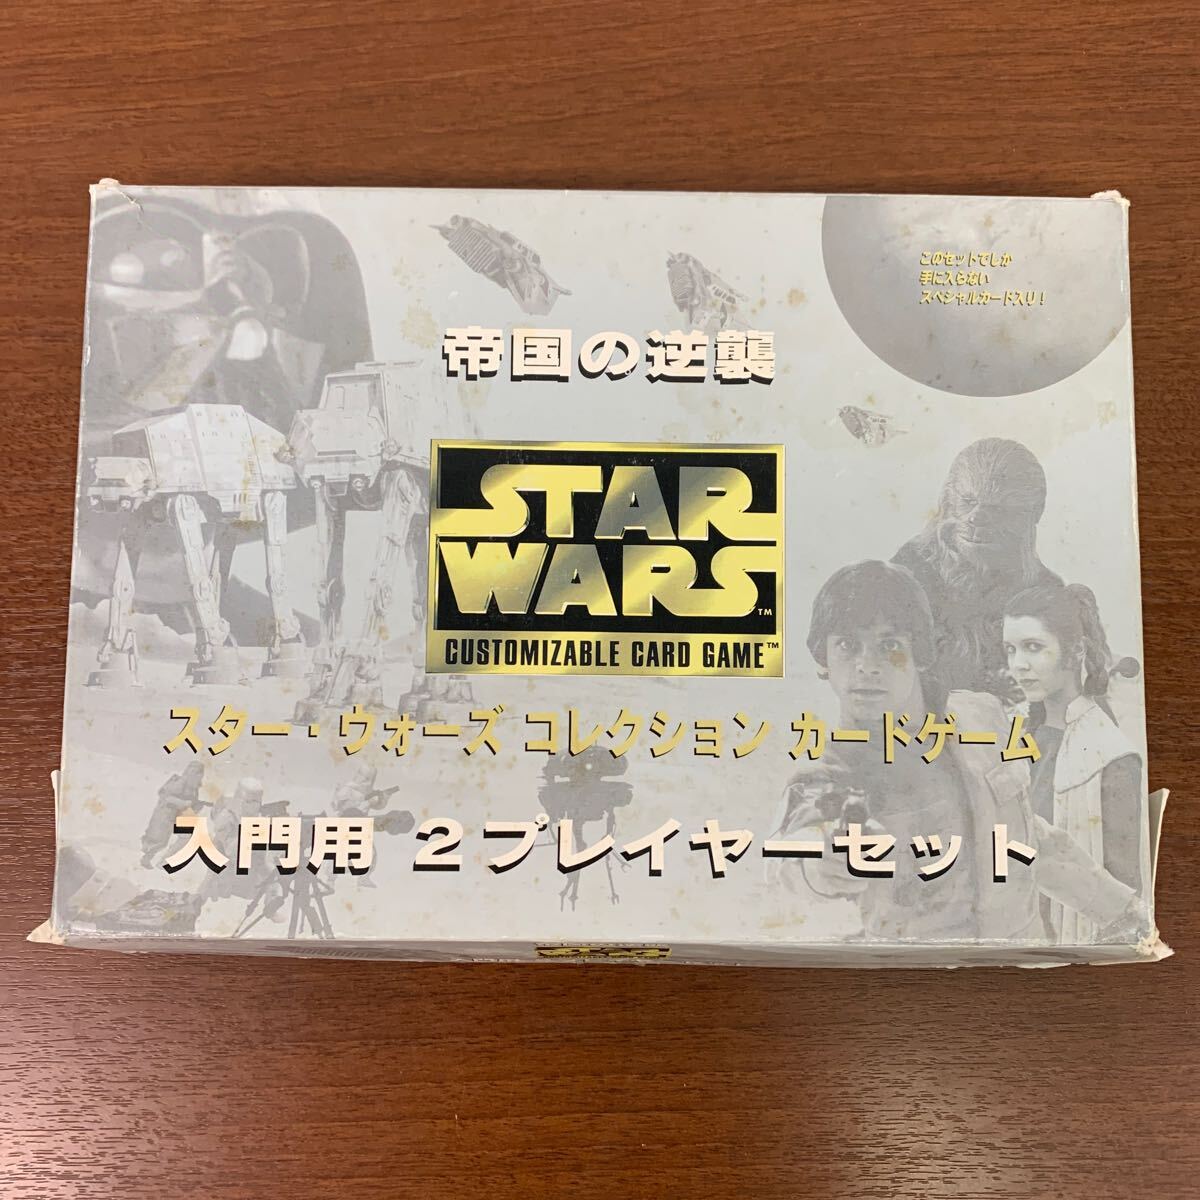 このセットでしか
手に入らない
スペシャルカード入り!
帝国の逆襲
STAR
WARS™
CUSTOMIZABLE CARD GAME™
スター・ウォーズ コレクション カードゲーム
入門用 2プレイヤーセット